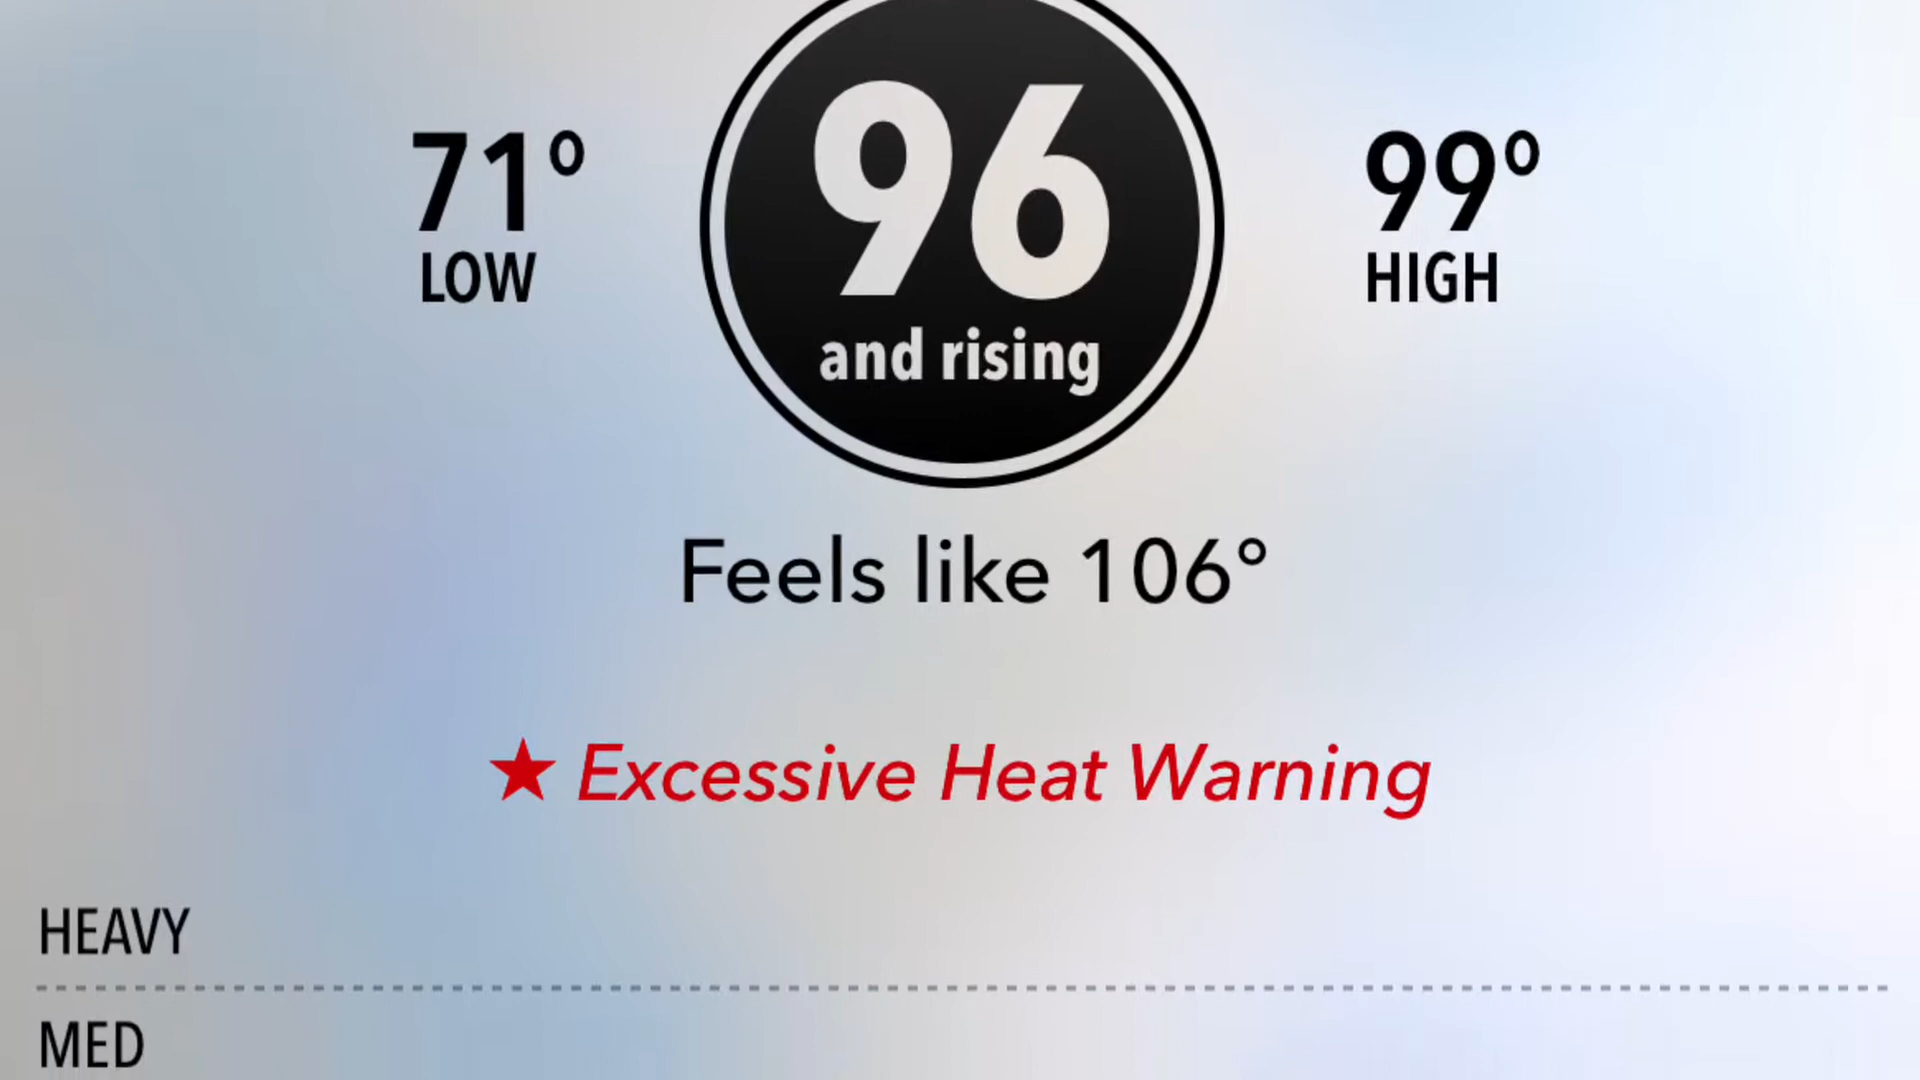 71° 96 99°
LOW and rising HIGH
Feels like 106°
★ Excessive Heat Warning
HEAVY
MED